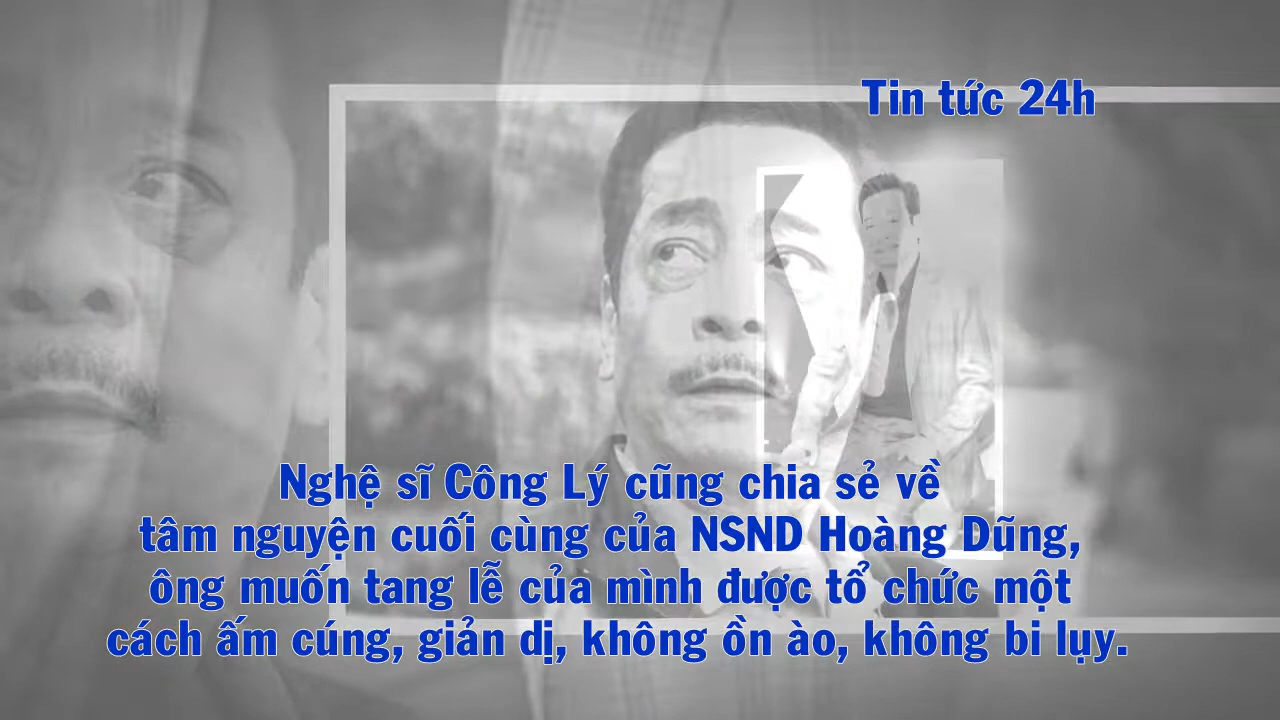 Tin tức 24h
Nghệ sĩ Công Lý cũng chia sẻ về
tâm nguyện cuối cùng của NSND Hoàng Dũng,
ông muốn tang lễ của mình được tổ chức một
cách ấm cúng, giản dị, không ồn ào, không bi lụy.